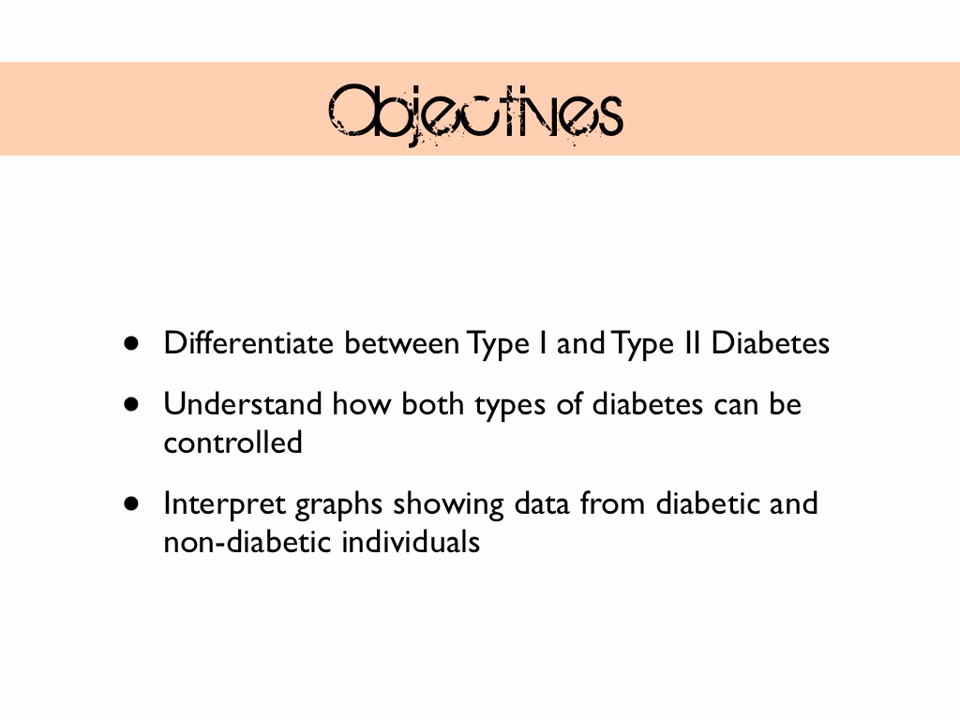 Objectives
• Differentiate between Type I and Type II Diabetes
• Understand how both types of diabetes can be
controlled
• Interpret graphs showing data from diabetic and
non-diabetic individuals